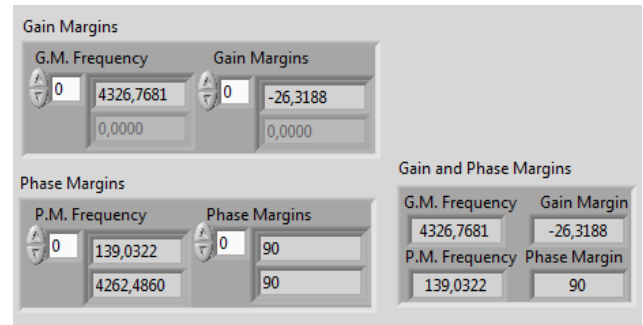 Gain Margins
G.M. Frequency Gain Margins
0 4326,7681 0 -26,3188
0,0000 0,0000
Phase Margins
P.M. Frequency Phase Margins
0 139,0322 0 90
4262,4860 90
Gain and Phase Margins
G.M. Frequency Gain Margin
4326,7681 -26,3188
P.M. Frequency Phase Margin
139,0322 90